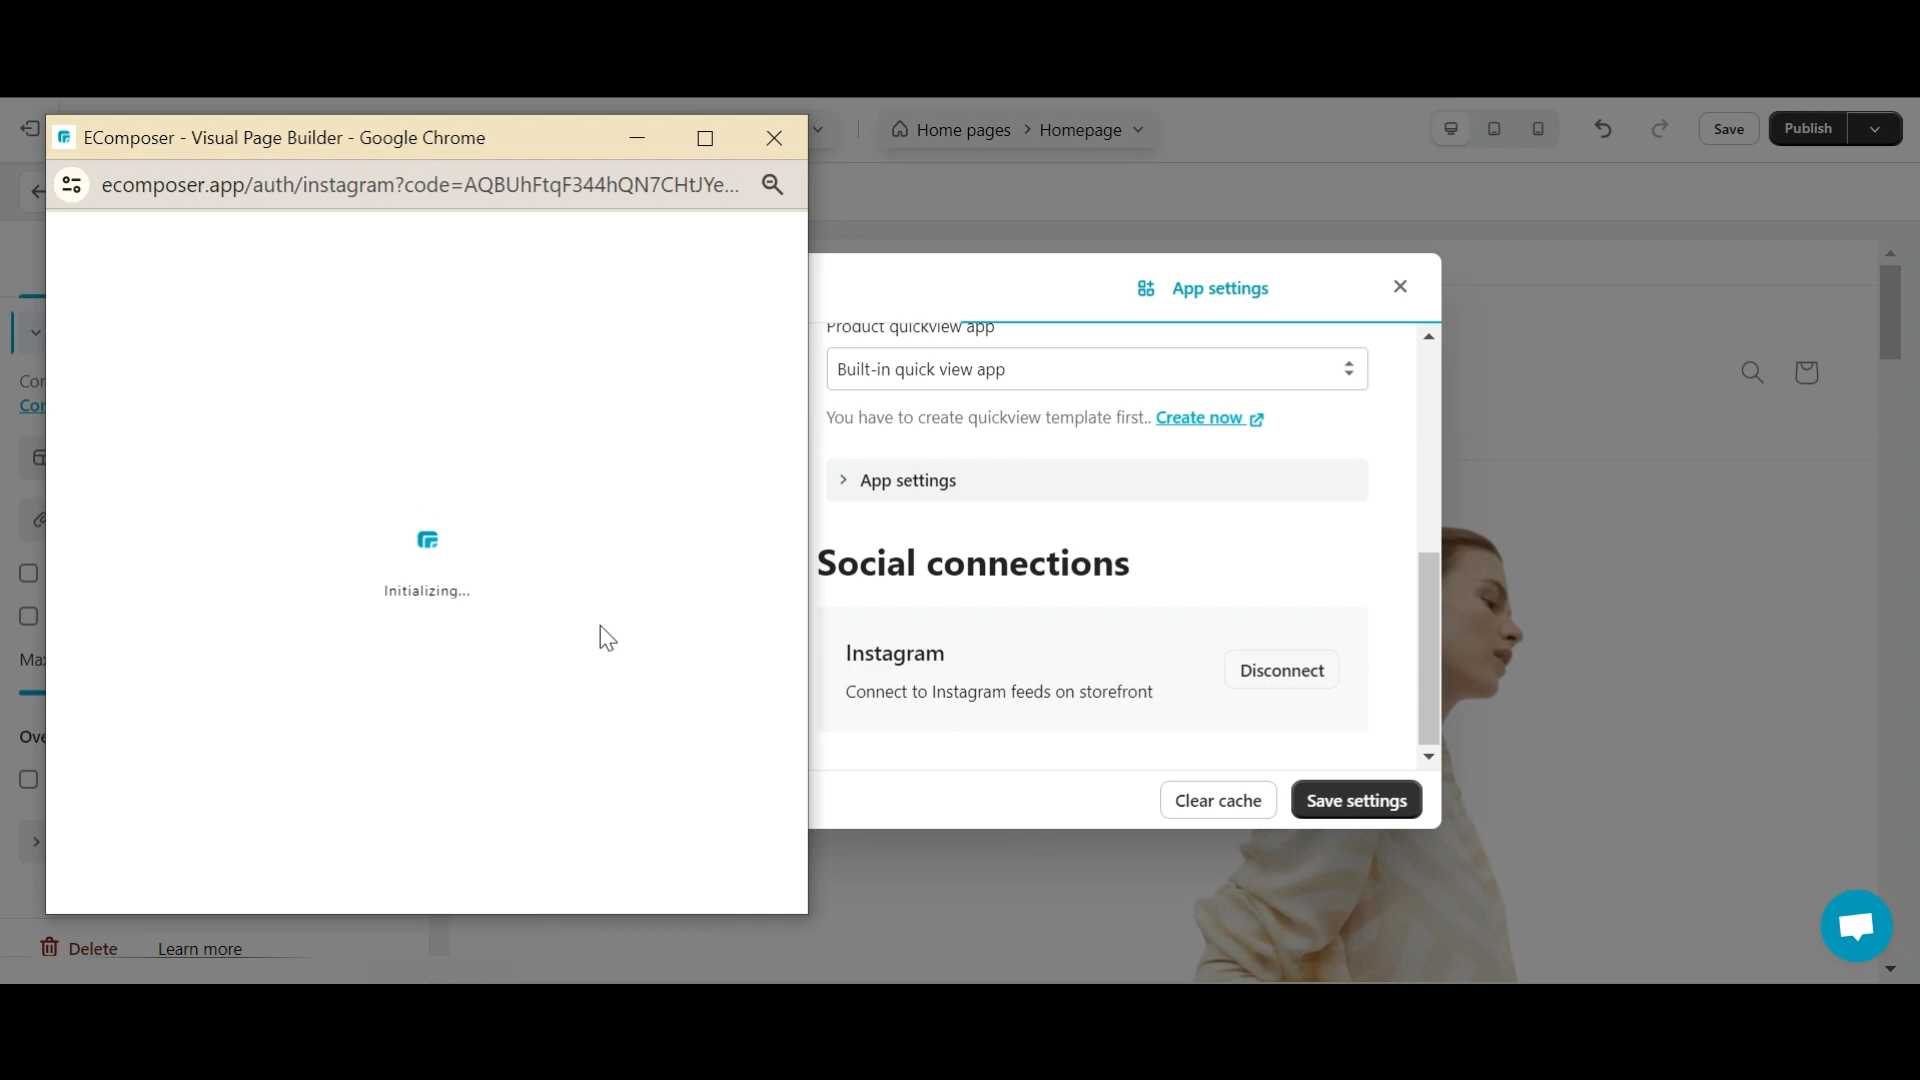 EComposer - Visual Page Builder - Google Chrome
ecomposer.app/auth/instagram?code=AQBUhFtqF344hQN7CHtJYe...
Home pages > Homepage
Save
Publish
App settings
Product quickview app
Built-in quick view app
You have to create quickview template first.. Create now
App settings
Initializing...
Social connections
Instagram
Connect to Instagram feeds on storefront
Disconnect
Clear cache
Save settings
Delete
Learn more